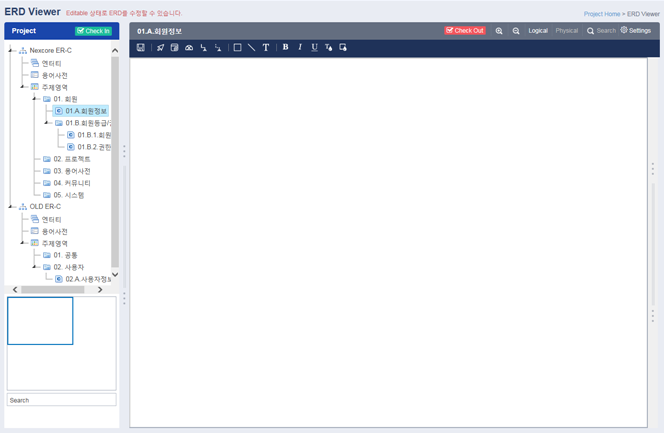 ERD Viewer Editable 상태로 ERD를 수정할 수 있습니다.
Project Home > ERD Viewer
Project Check In
Nexcore ER-C
엔티티
용어사전
주제영역
01. 회원
01.A.회원정보
01.B.회원등급/
01.B.1.회원
01.B.2.권한
02. 프로젝트
03. 용어사전
04. 커뮤니티
05. 시스템
OLD ER-C
엔티티
용어사전
주제영역
01. 공통
02. 사용자
02.A.사용자정보
Search
01.A.회원정보 Check Out Logical Physical Search Settings
T B I U T